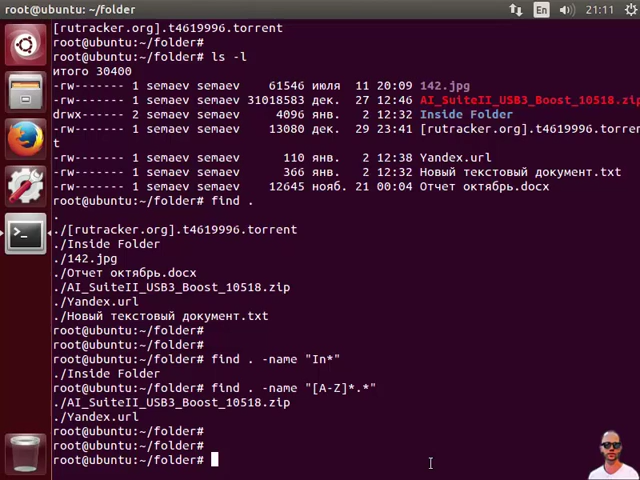 root@ubuntu: ~/folder
En
21:11
[rutracker.org].t4619996.torrent
root@ubuntu:~/folder#
root@ubuntu:~/folder# ls -l
итого 30400
-rw------- 1 semaev semaev 61546 июля 11 20:09 142.jpg
-rw------- 1 semaev semaev 31018583 дек. 27 12:46 AI_SuiteII_USB3_Boost_10518.zip
drwx------ 2 semaev semaev 4096 янв. 2 12:32 Inside Folder
-rw------- 1 semaev semaev 13080 дек. 29 23:41 [rutracker.org].t4619996.torren
t
-rw------- 1 semaev semaev 110 янв. 2 12:38 Yandex.url
-rw------- 1 semaev semaev 366 янв. 2 12:32 Новый текстовый документ.txt
-rw------- 1 semaev semaev 12645 нояб. 21 00:04 Отчет октябрь.docx
root@ubuntu:~/folder# find .
.
./[rutracker.org].t4619996.torrent
./Inside Folder
./142.jpg
./Отчет октябрь.docx
./AI_SuiteII_USB3_Boost_10518.zip
./Yandex.url
./Новый текстовый документ.txt
root@ubuntu:~/folder#
root@ubuntu:~/folder#
root@ubuntu:~/folder# find . -name "In*"
./Inside Folder
root@ubuntu:~/folder# find . -name "[A-Z]*.*"
./AI_SuiteII_USB3_Boost_10518.zip
./Yandex.url
root@ubuntu:~/folder#
root@ubuntu:~/folder#
root@ubuntu:~/folder#